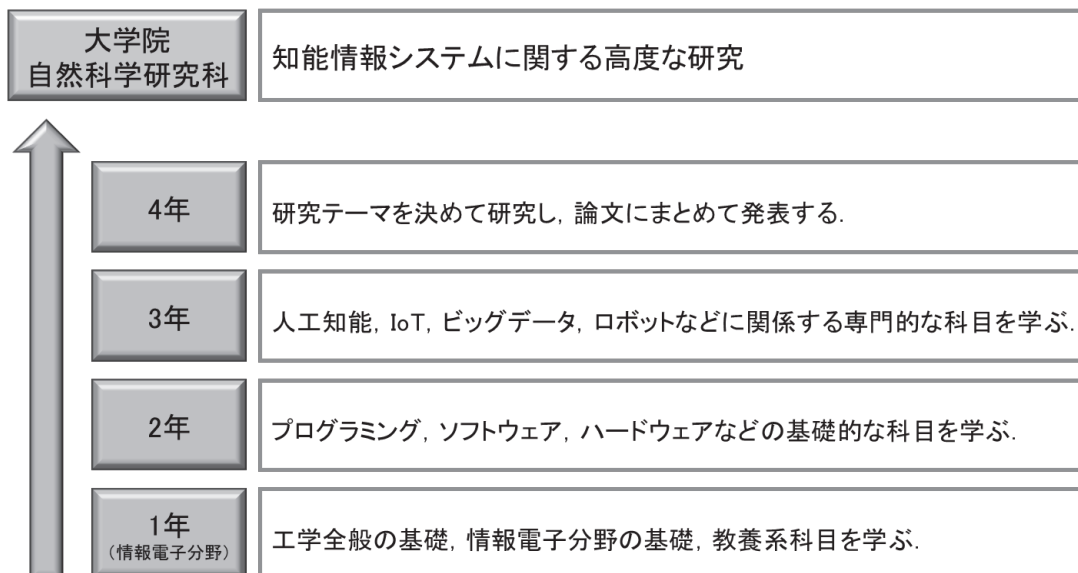 大学院
自然科学研究科
知能情報システムに関する高度な研究
4年
研究テーマを決めて研究し, 論文にまとめて発表する.
3年
人工知能, IoT, ビッグデータ, ロボットなどに関係する専門的な科目を学ぶ.
2年
プログラミング, ソフトウェア, ハードウェアなどの基礎的な科目を学ぶ.
1年
(情報電子分野)
工学全般の基礎, 情報電子分野の基礎, 教養系科目を学ぶ.